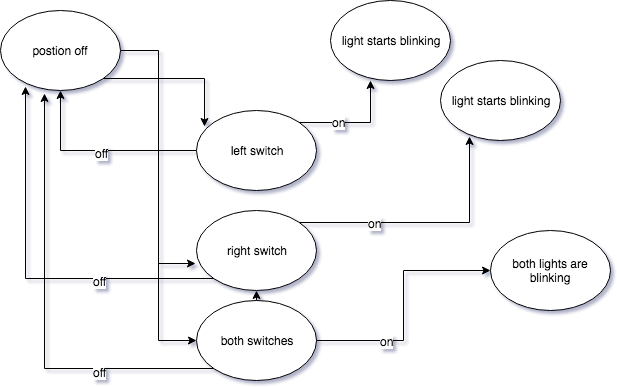 postion off
light starts blinking
light starts blinking
on
left switch
off
on
right switch
both lights are
blinking
off
both switches
on
off